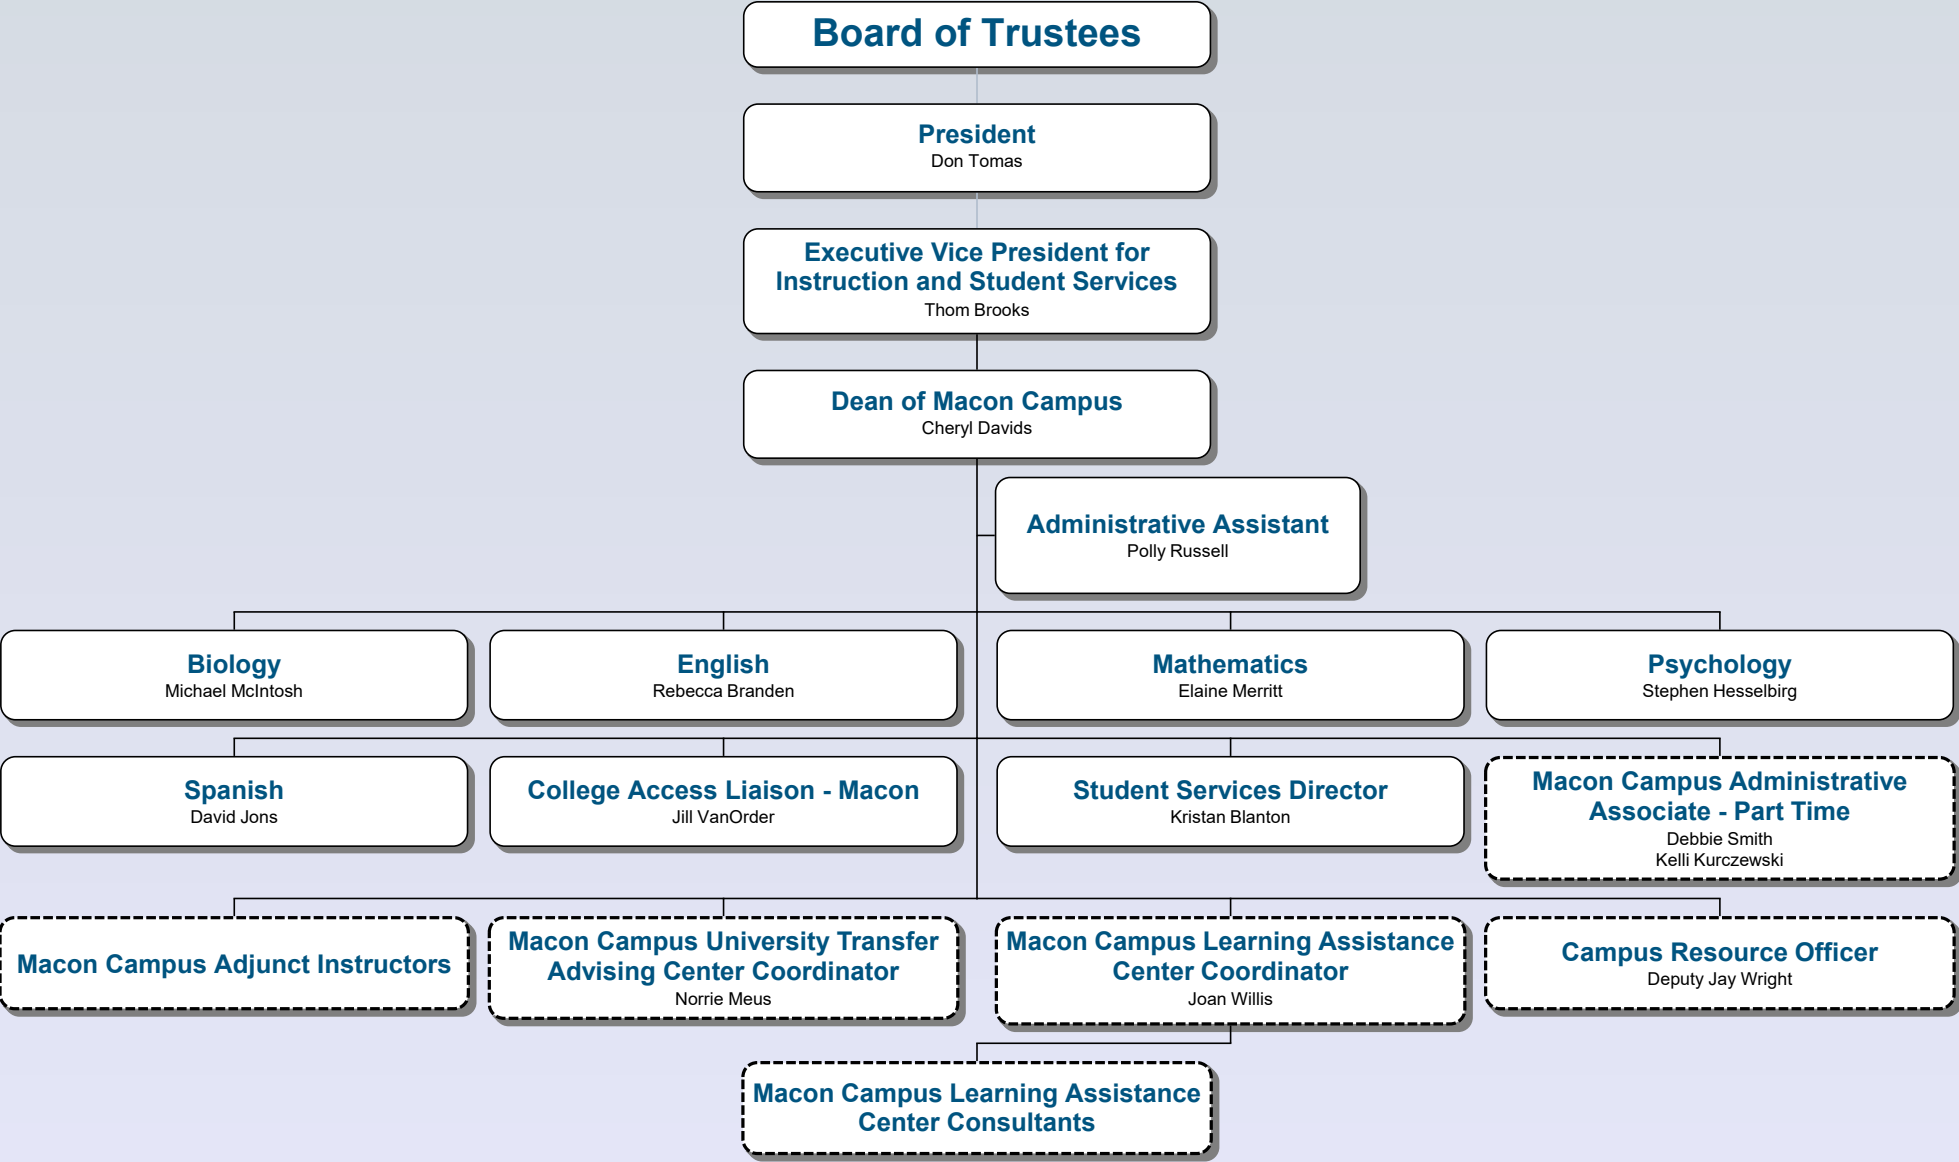 Board of Trustees
President
Don Tomas
Executive Vice President for
Instruction and Student Services
Thom Brooks
Dean of Macon Campus
Cheryl Davids
Administrative Assistant
Polly Russell
Biology
Michael McIntosh
English
Rebecca Branden
Mathematics
Elaine Merritt
Psychology
Stephen Hesselbirg
Spanish
David Jons
College Access Liaison - Macon
Jill VanOrder
Student Services Director
Kristan Blanton
Macon Campus Administrative
Associate - Part Time
Debbie Smith
Kelli Kurczewski
Macon Campus Adjunct Instructors
Macon Campus University Transfer
Advising Center Coordinator
Norrie Meus
Macon Campus Learning Assistance
Center Coordinator
Joan Willis
Campus Resource Officer
Deputy Jay Wright
Macon Campus Learning Assistance
Center Consultants